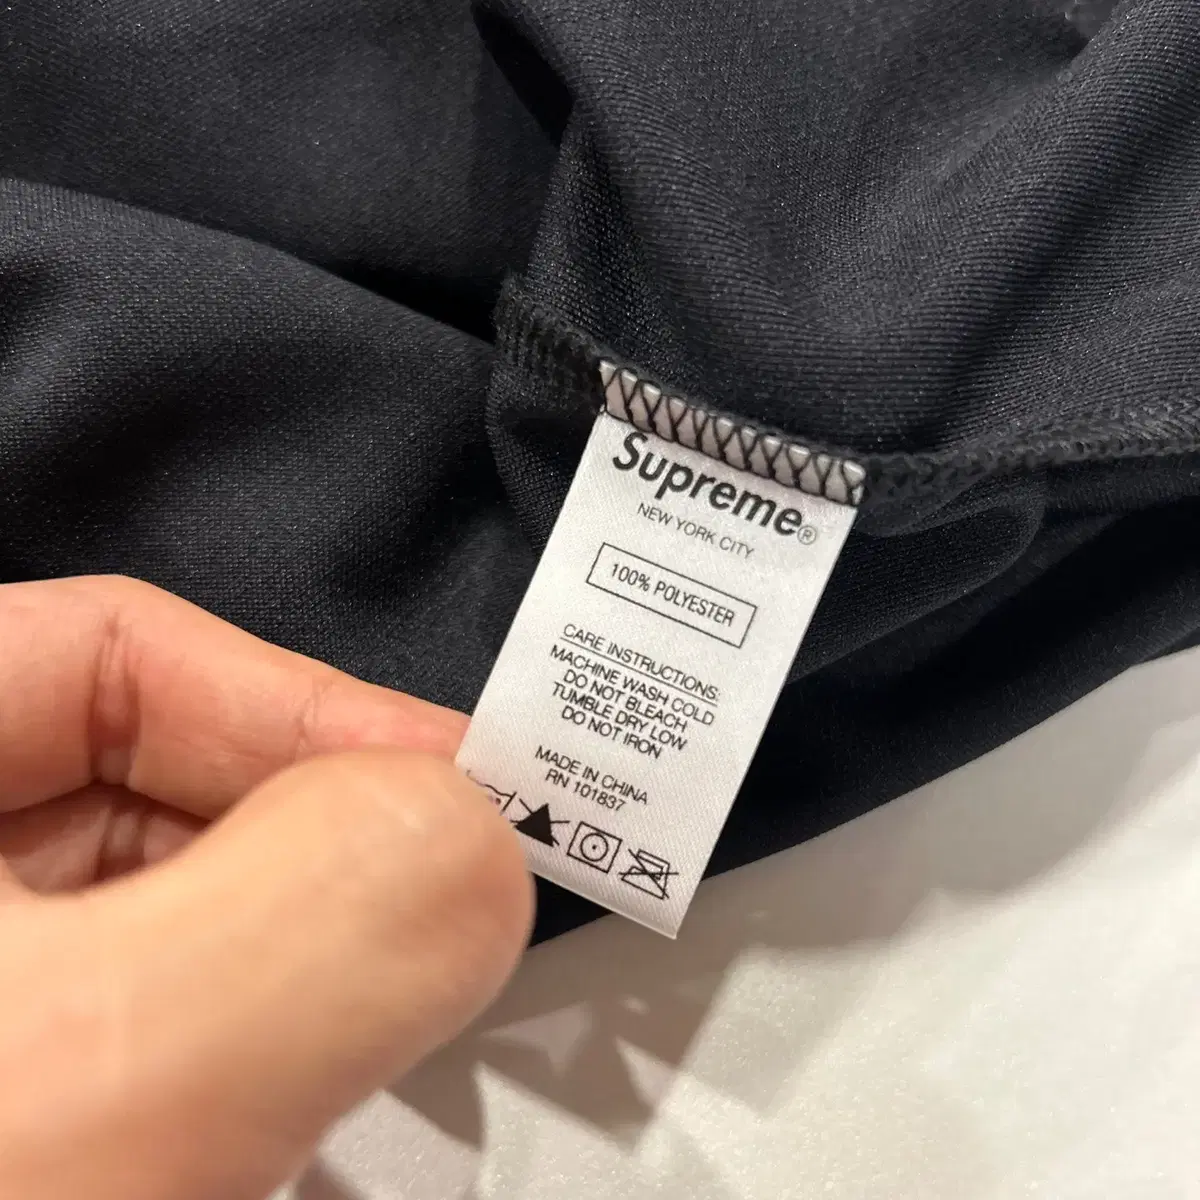 Supreme®
NEW YORK CITY
100% POLYESTER
CARE INSTRUCTIONS:
MACHINE WASH COLD
DO NOT BLEACH
TUMBLE DRY LOW
DO NOT IRON
MADE IN CHINA
RN 101837